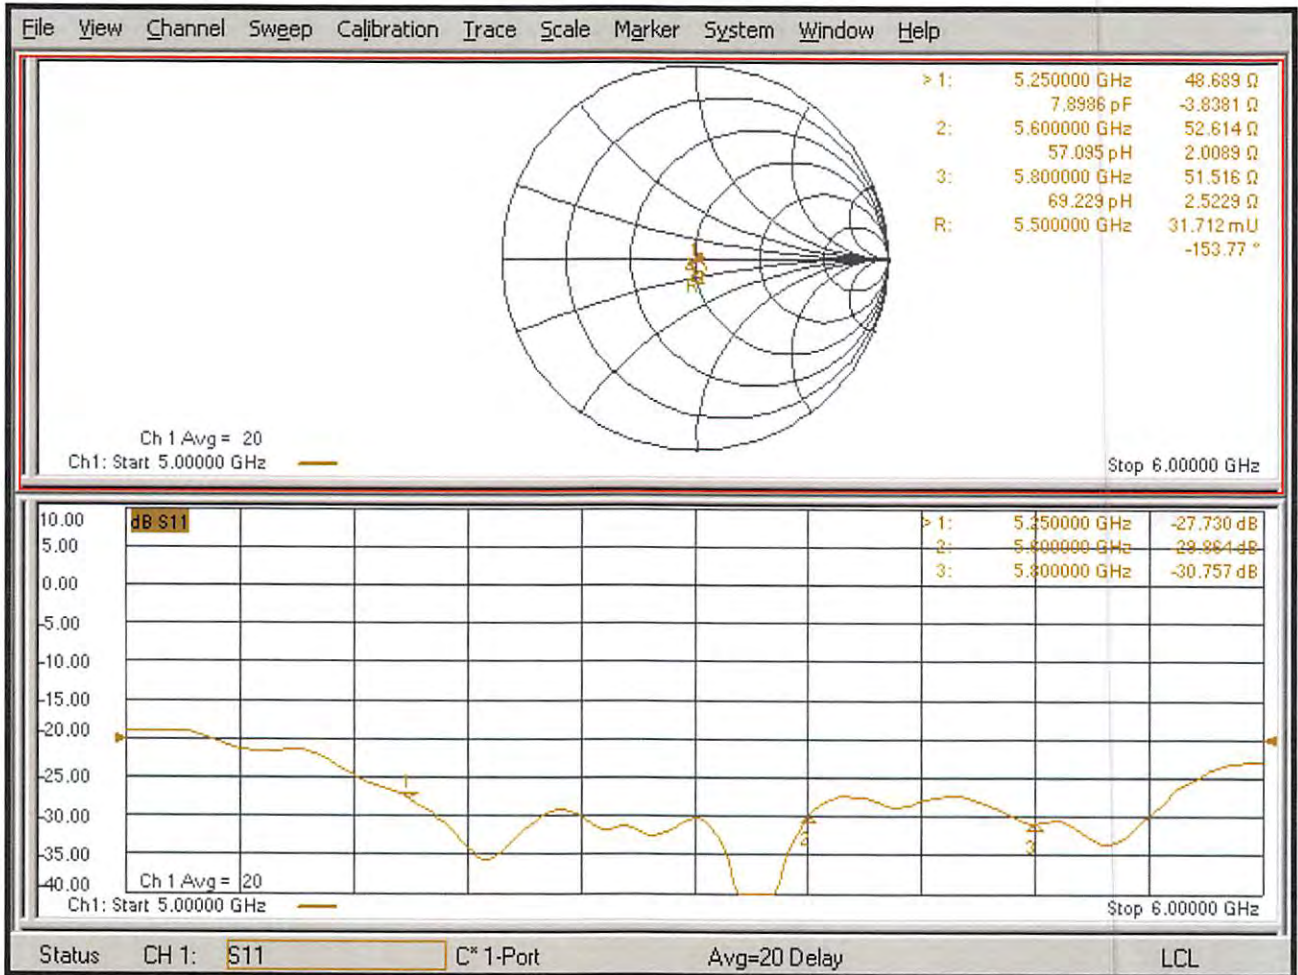 File View Channel Sweep Calibration Trace Scale Marker System Window Help
> 1: 5.250000 GHz 48.689 Ω
7.8986 pF -3.8381 Ω
2: 5.600000 GHz 52.614 Ω
57.095 pH 2.0089 Ω
3: 5.800000 GHz 51.516 Ω
69.229 pH 2.5229 Ω
R: 5.500000 GHz 31.712 mU
-153.77 °
R
Ch 1 Avg = 20
Ch1: Start 5.00000 GHz
Stop 6.00000 GHz
10.00
dB S11
> 1: 5.250000 GHz -27.730 dB
5.00
2: 5.600000 GHz -29.864 dB
3: 5.800000 GHz -30.757 dB
0.00
-5.00
-10.00
-15.00
-20.00
-25.00
1
-30.00
2
3
-35.00
-40.00
Ch 1 Avg = 20
Ch1: Start 5.00000 GHz
Stop 6.00000 GHz
Status CH 1: S11 C* 1-Port Avg=20 Delay LCL